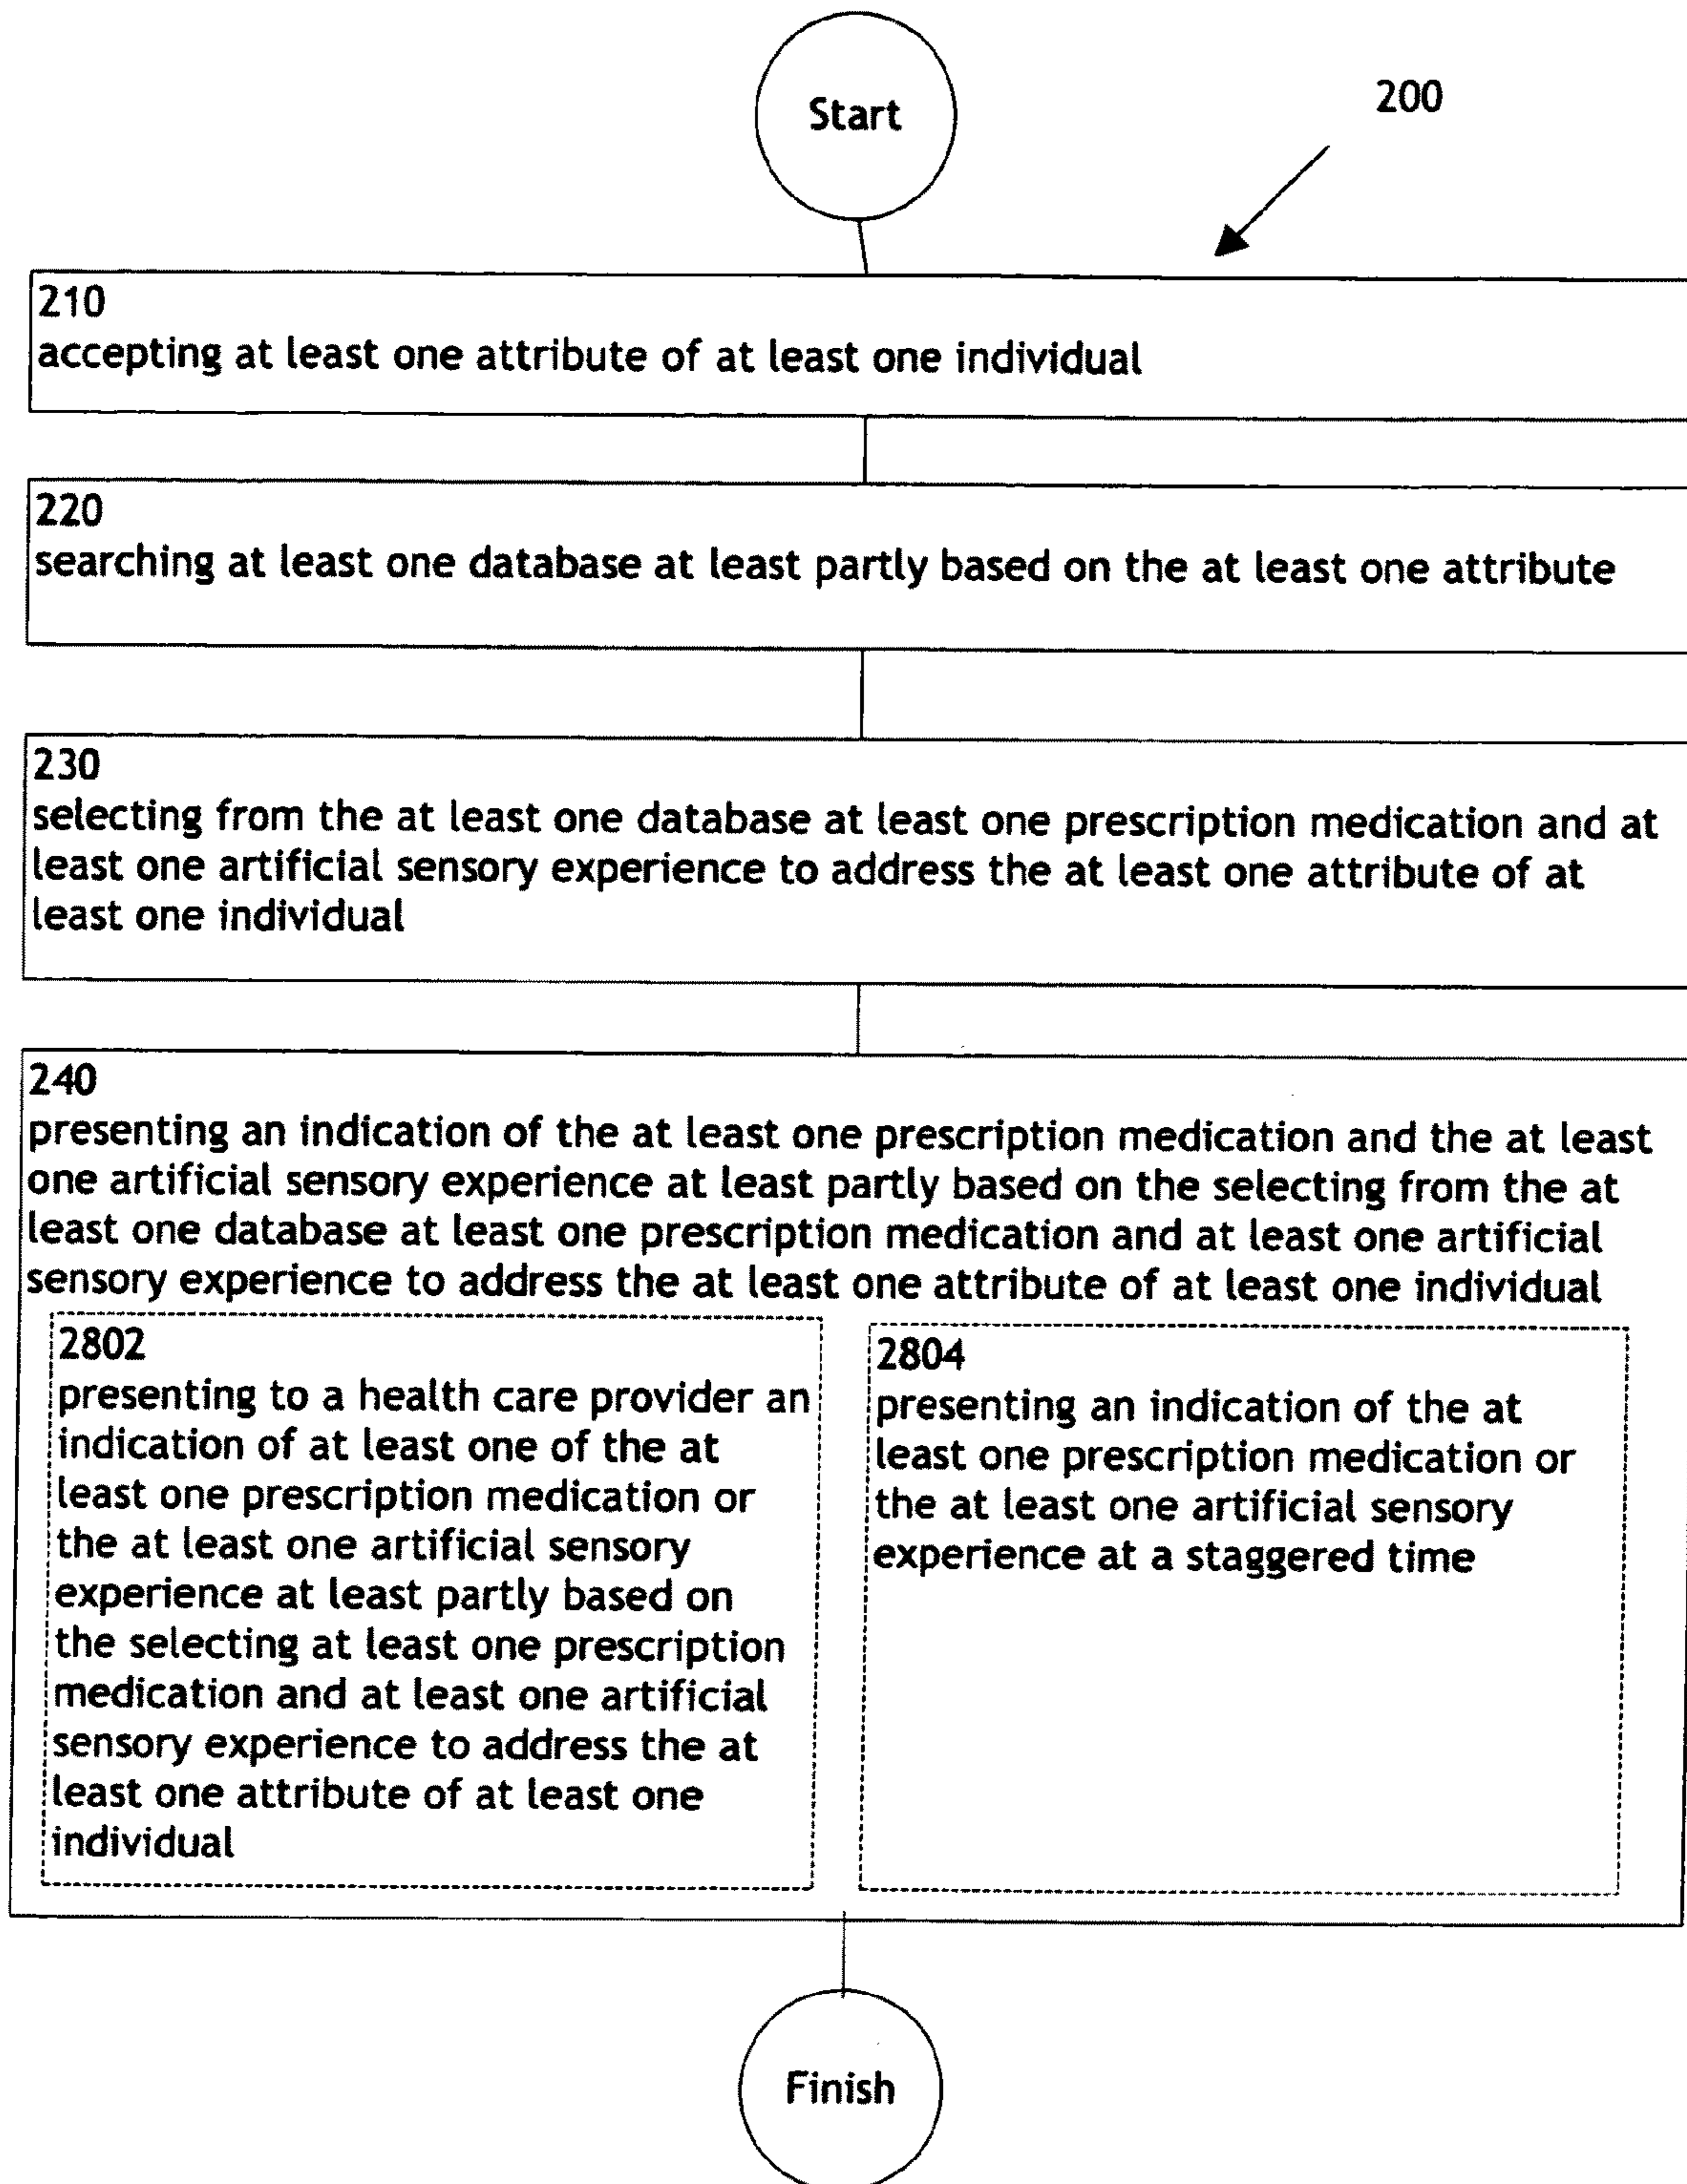 Start
200
210
accepting at least one attribute of at least one individual
220
searching at least one database at least partly based on the at least one attribute
230
selecting from the at least one database at least one prescription medication and at
least one artificial sensory experience to address the at least one attribute of at
least one individual
240
presenting an indication of the at least one prescription medication and the at least
one artificial sensory experience at least partly based on the selecting from the at
least one database at least one prescription medication and at least one artificial
sensory experience to address the at least one attribute of at least one individual
2802
presenting to a health care provider an
indication of at least one of the at
least one prescription medication or
the at least one artificial sensory
experience at least partly based on
the selecting at least one prescription
medication and at least one artificial
sensory experience to address the at
least one attribute of at least one
individual
2804
presenting an indication of the at
least one prescription medication or
the at least one artificial sensory
experience at a staggered time
Finish